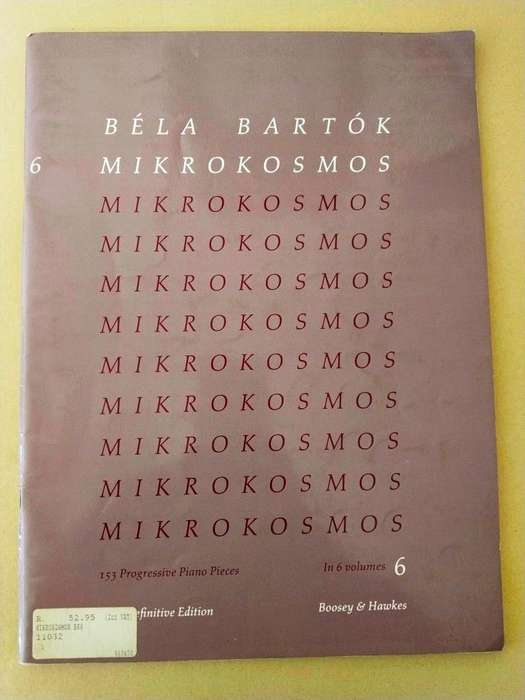 BÉLA BARTÓK
6 MIKROKOSMOS
MIKROKOSMOS
MIKROKOSMOS
MIKROKOSMOS
MIKROKOSMOS
MIKROKOSMOS
MIKROKOSMOS
MIKROKOSMOS
MIKROKOSMOS
MIKROKOSMOS
153 Progressive Piano Pieces In 6 volumes 6
efinitive Edition Boosey & Hawkes
R. 52.95
11032